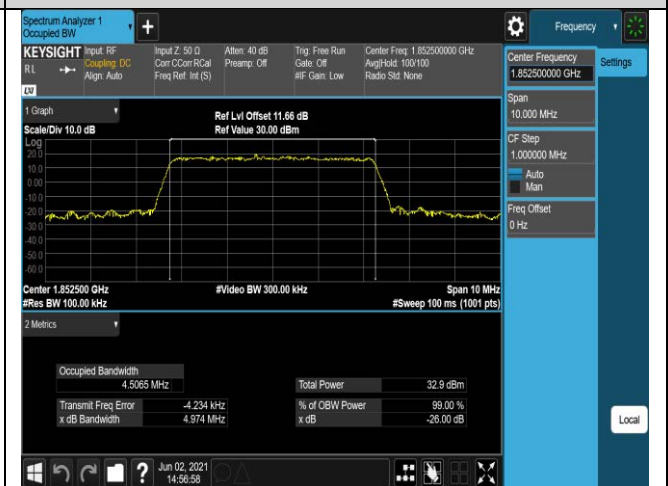 Spectrum Analyzer 1
Occupied BW
+
Frequency
KEYSIGHT Input: RF
RL
Coupling: DC
Align: Auto
Input Z: 50 Ω
Corr CCorr RCal
Freq Ref: Int (S)
Atten: 40 dB
Preamp: Off
Trig: Free Run
Gate: Off
#IF Gain: Low
Center Freq: 1.852500000 GHz
Avg|Hold: 100/100
Radio Std: None
LXI
Center Frequency
1.852500000 GHz
Settings
Span
10.000 MHz
CF Step
1.000000 MHz
Auto
Man
Freq Offset
0 Hz
1 Graph
Scale/Div 10.0 dB
Ref Lvl Offset 11.66 dB
Ref Value 30.00 dBm
Log
20.0
10.0
0.00
-10.0
-20.0
-30.0
-40.0
-50.0
-60.0
Center 1.852500 GHz
#Res BW 100.00 kHz
#Video BW 300.00 kHz
Span 10 MHz
#Sweep 100 ms (1001 pts)
2 Metrics
Occupied Bandwidth
4.5065 MHz
Total Power 32.9 dBm
Transmit Freq Error -4.234 kHz
% of OBW Power 99.00 %
x dB Bandwidth 4.974 MHz
x dB -26.00 dB
Local
?
Jun 02, 2021
14:56:58